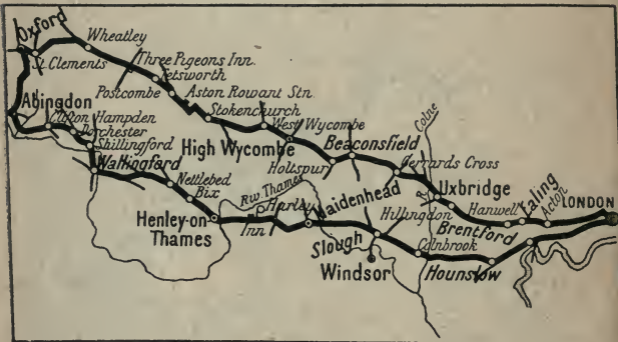 Oxford
Wheatley
St. Clements
Three Pigeons Inn
Tetsworth
Postcombe
Aston Rowant Stn.
Stokenchurch
West Wycombe
High Wycombe
Holtspur
Beaconsfield
Gerrards Cross
Colne
Uxbridge
Hillingdon
Hanwell
Ealing
Acton
LONDON
Abingdon
Clifton Hampden
Dorchester
Shillingford
Wallingford
Nettlebed
Bix
Henley-on-
Thames
Riv Thames
Hurley
Inn
Maidenhead
Slough
Windsor
Colnbrook
Hounslow
Brentford